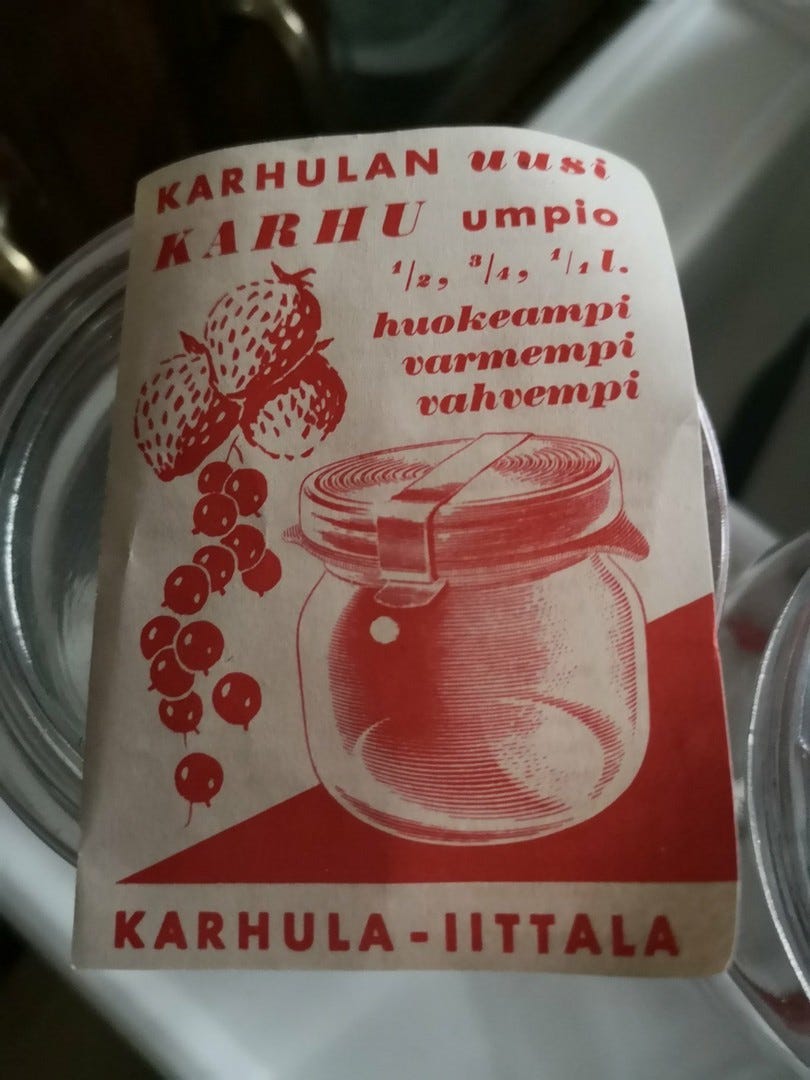 KARHULAN uusi
KARHU umpio
1/2, 3/4, 1/1 l.
huokeampi
varmempi
vahvempi
KARHULA-IITTALA